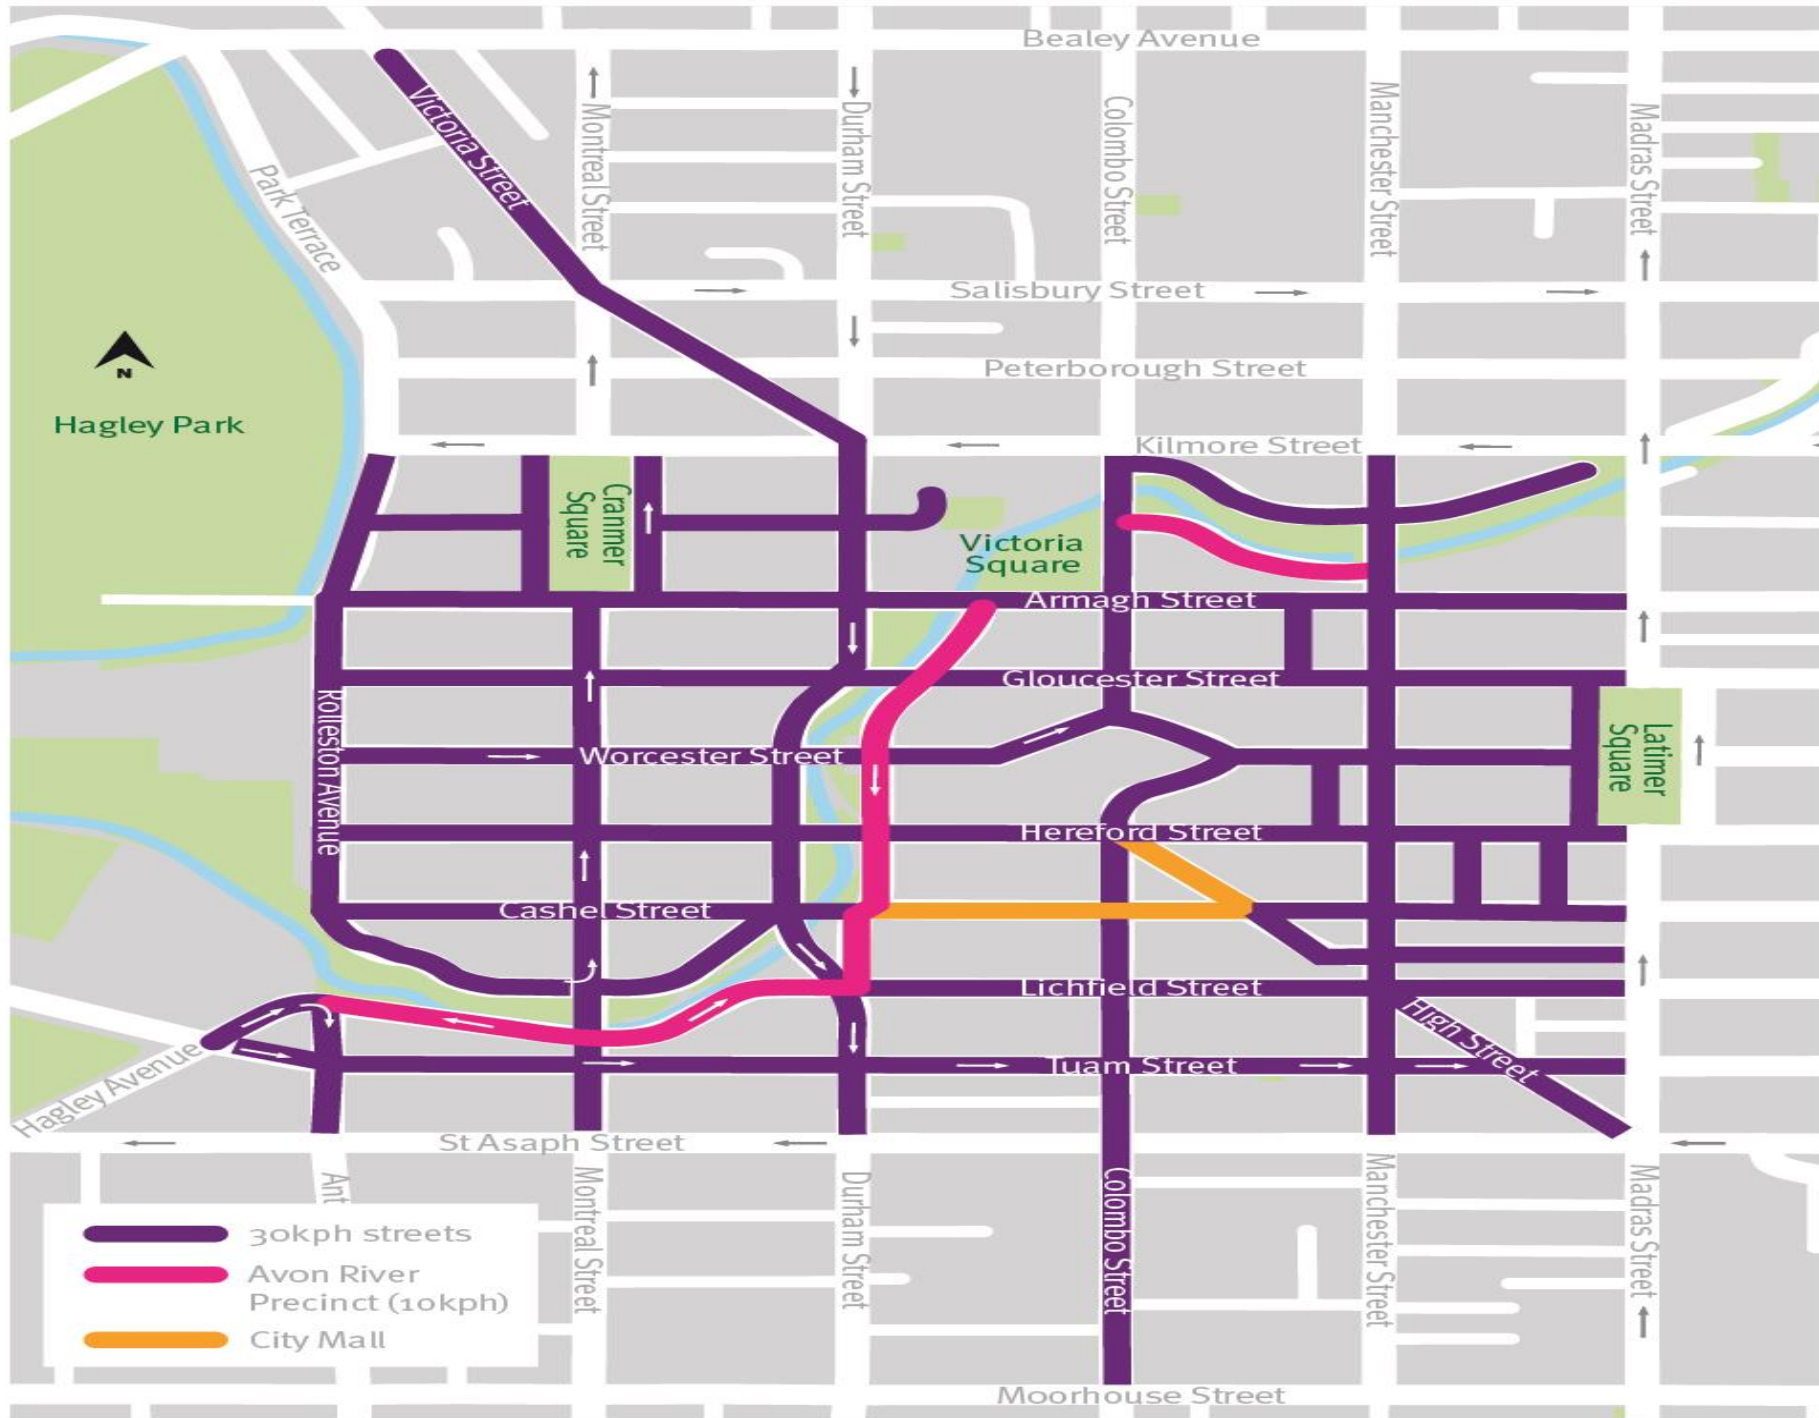 Bealey Avenue
Victoria Street
Montreal Street
Durham Street
Colombo Street
Manchester Street
Madras Street
Park Terrace
Salisbury Street
Peterborough Street
N
Hagley Park
Kilmore Street
Cranmer
Square
Victoria
Square
Armagh Street
Gloucester Street
Rolleston Avenue
Worcester Street
Latimer
Square
Hereford Street
Cashel Street
Lichfield Street
High Street
Hagley Avenue
Tuam Street
St Asaph Street
Ant
Montreal Street
Durham Street
Colombo Street
Manchester Street
Madras Street
30kph streets
Avon River
Precinct (10kph)
City Mall
Moorhouse Street